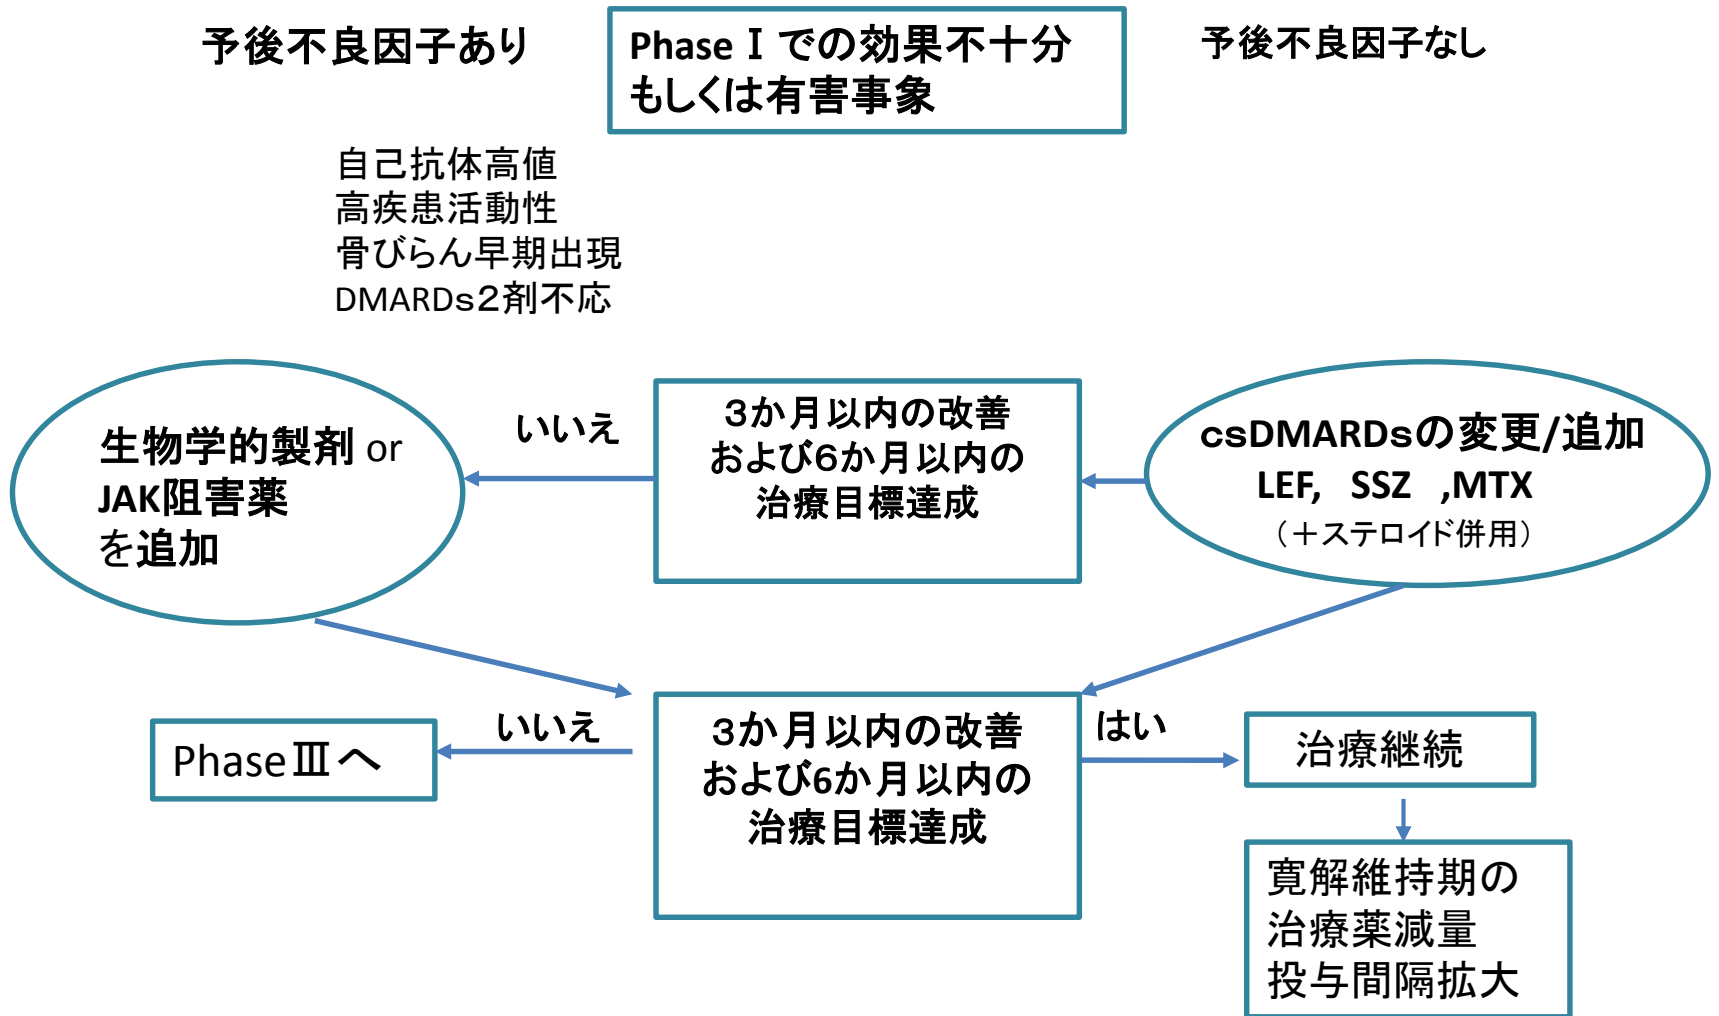 予後不良因子あり
Phase Ⅰ での効果不十分
もしくは有害事象
予後不良因子なし
自己抗体高値
高疾患活動性
骨びらん早期出現
DMARDs２剤不応
生物学的製剤 or
JAK阻害薬
を追加
いいえ
３か月以内の改善
および６か月以内の
治療目標達成
csDMARDsの変更/追加
LEF, SSZ ,MTX
（＋ステロイド併用）
PhaseⅢへ
いいえ
３か月以内の改善
および6か月以内の
治療目標達成
はい
治療継続
寛解維持期の
治療薬減量
投与間隔拡大